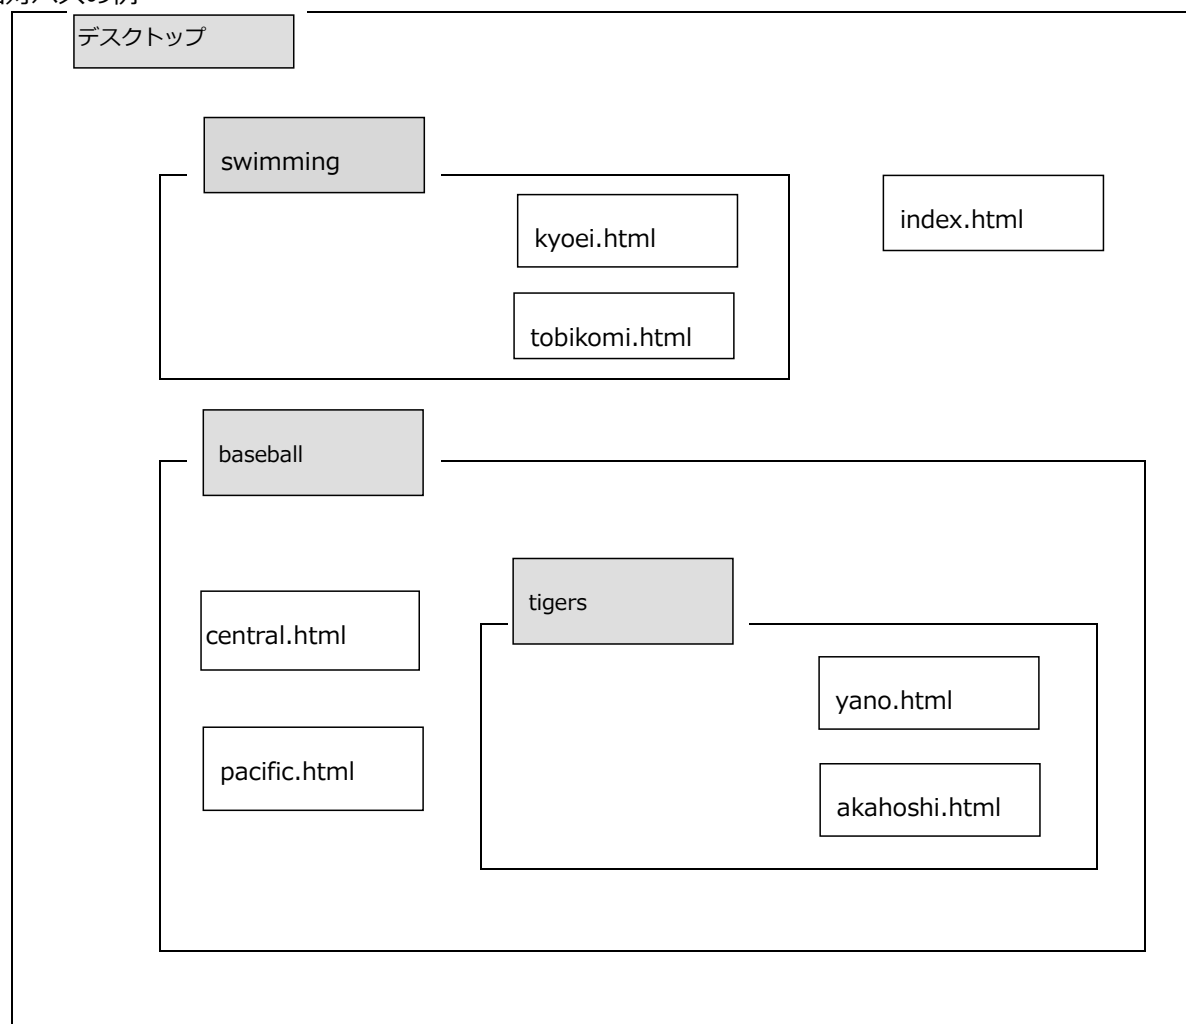 デスクトップ
swimming
kyoei.html
index.html
tobikomi.html
baseball
tigers
central.html
yano.html
pacific.html
akahoshi.html